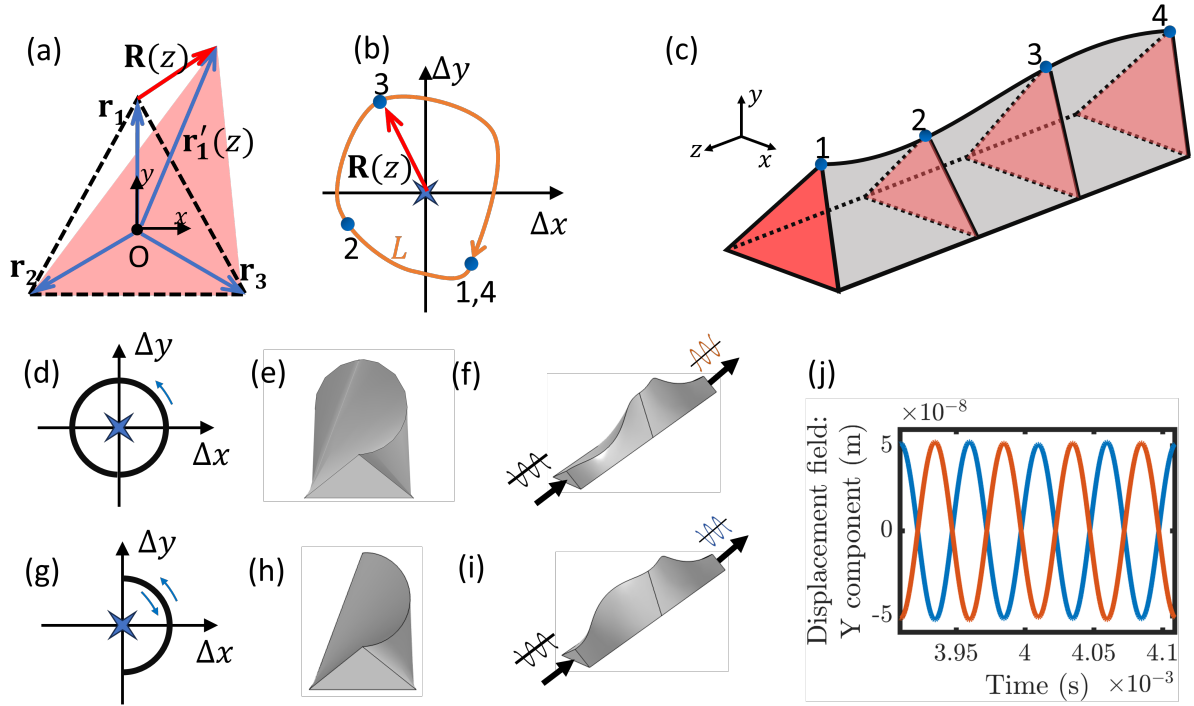 (a)
R(z)
r₁
r′₁(z)
y
x
O
r₂
r₃
(b)
Δy
3
R(z)
Δx
2
L
1,4
(c)
4
3
y
2
1
z
x
(d)
Δy
Δx
(e)
(f)
(g)
Δy
Δx
(h)
(i)
(j)
×10⁻⁸
Displacement field:
Y component (m)
5
0
-5
3.95 4 4.05 4.1
Time (s) ×10⁻³